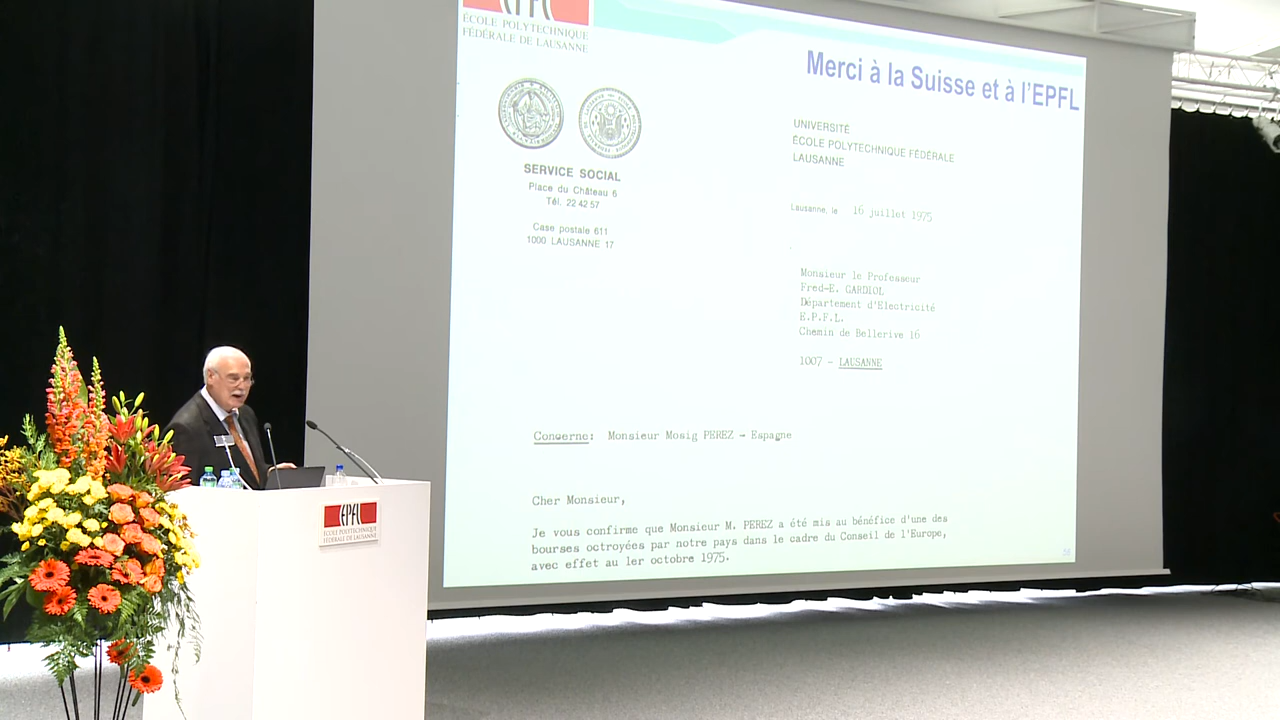 ÉCOLE POLYTECHNIQUE
FÉDÉRALE DE LAUSANNE
Merci à la Suisse et à l'EPFL
SERVICE SOCIAL
Place du Château 6
Tél. 22 42 57
Case postale 611
1000 LAUSANNE 17
UNIVERSITÉ
ÉCOLE POLYTECHNIQUE FÉDÉRALE
LAUSANNE
Lausanne, le 16 juillet 1975
Monsieur le Professeur
Fred-E. GARDIOL
Département d'Electricité
E.P.F.L.
Chemin de Bellerive 16
1007 - LAUSANNE
Concerne: Monsieur Mosig PEREZ - Espagne
Cher Monsieur,
Je vous confirme que Monsieur M. PEREZ a été mis au bénéfice d'une des
bourses octroyées par notre pays dans le cadre du Conseil de l'Europe,
avec effet au 1er octobre 1975.
EPFL
ÉCOLE POLYTECHNIQUE
FÉDÉRALE DE LAUSANNE